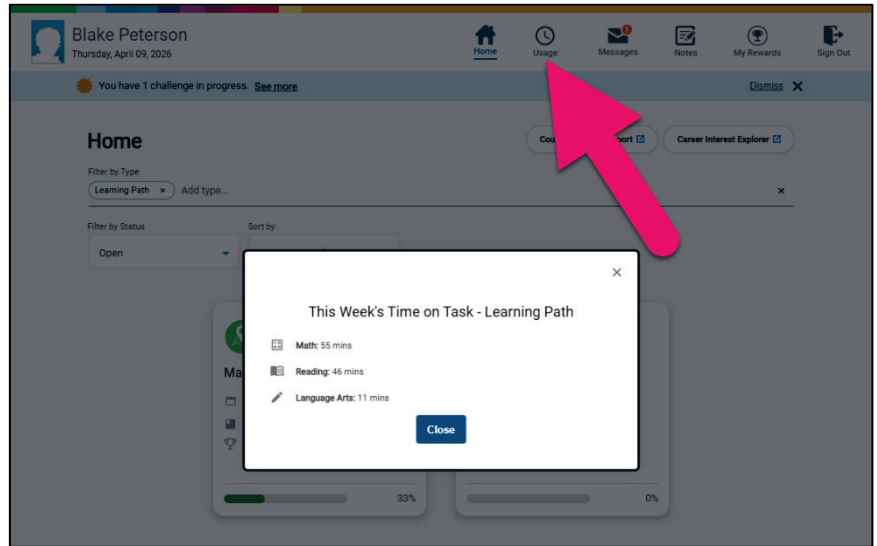 Blake Peterson
Thursday, April 09, 2026
Home
Usage
Messages
Notes
My Rewards
Sign Out
You have 1 challenge in progress. See more
Dismiss
Home
Career Interest Explorer
Filter by Type
Learning Path × Add type...
Filter by Status
Sort by
Open
This Week's Time on Task - Learning Path
Math: 55 mins
Reading: 46 mins
Language Arts: 11 mins
Close
33%
0%